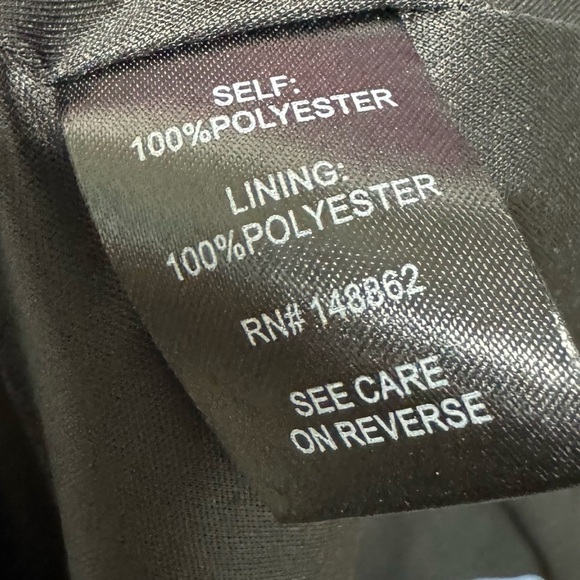 SELF:
100%POLYESTER
LINING:
100%POLYESTER
RN# 148862
SEE CARE
ON REVERSE